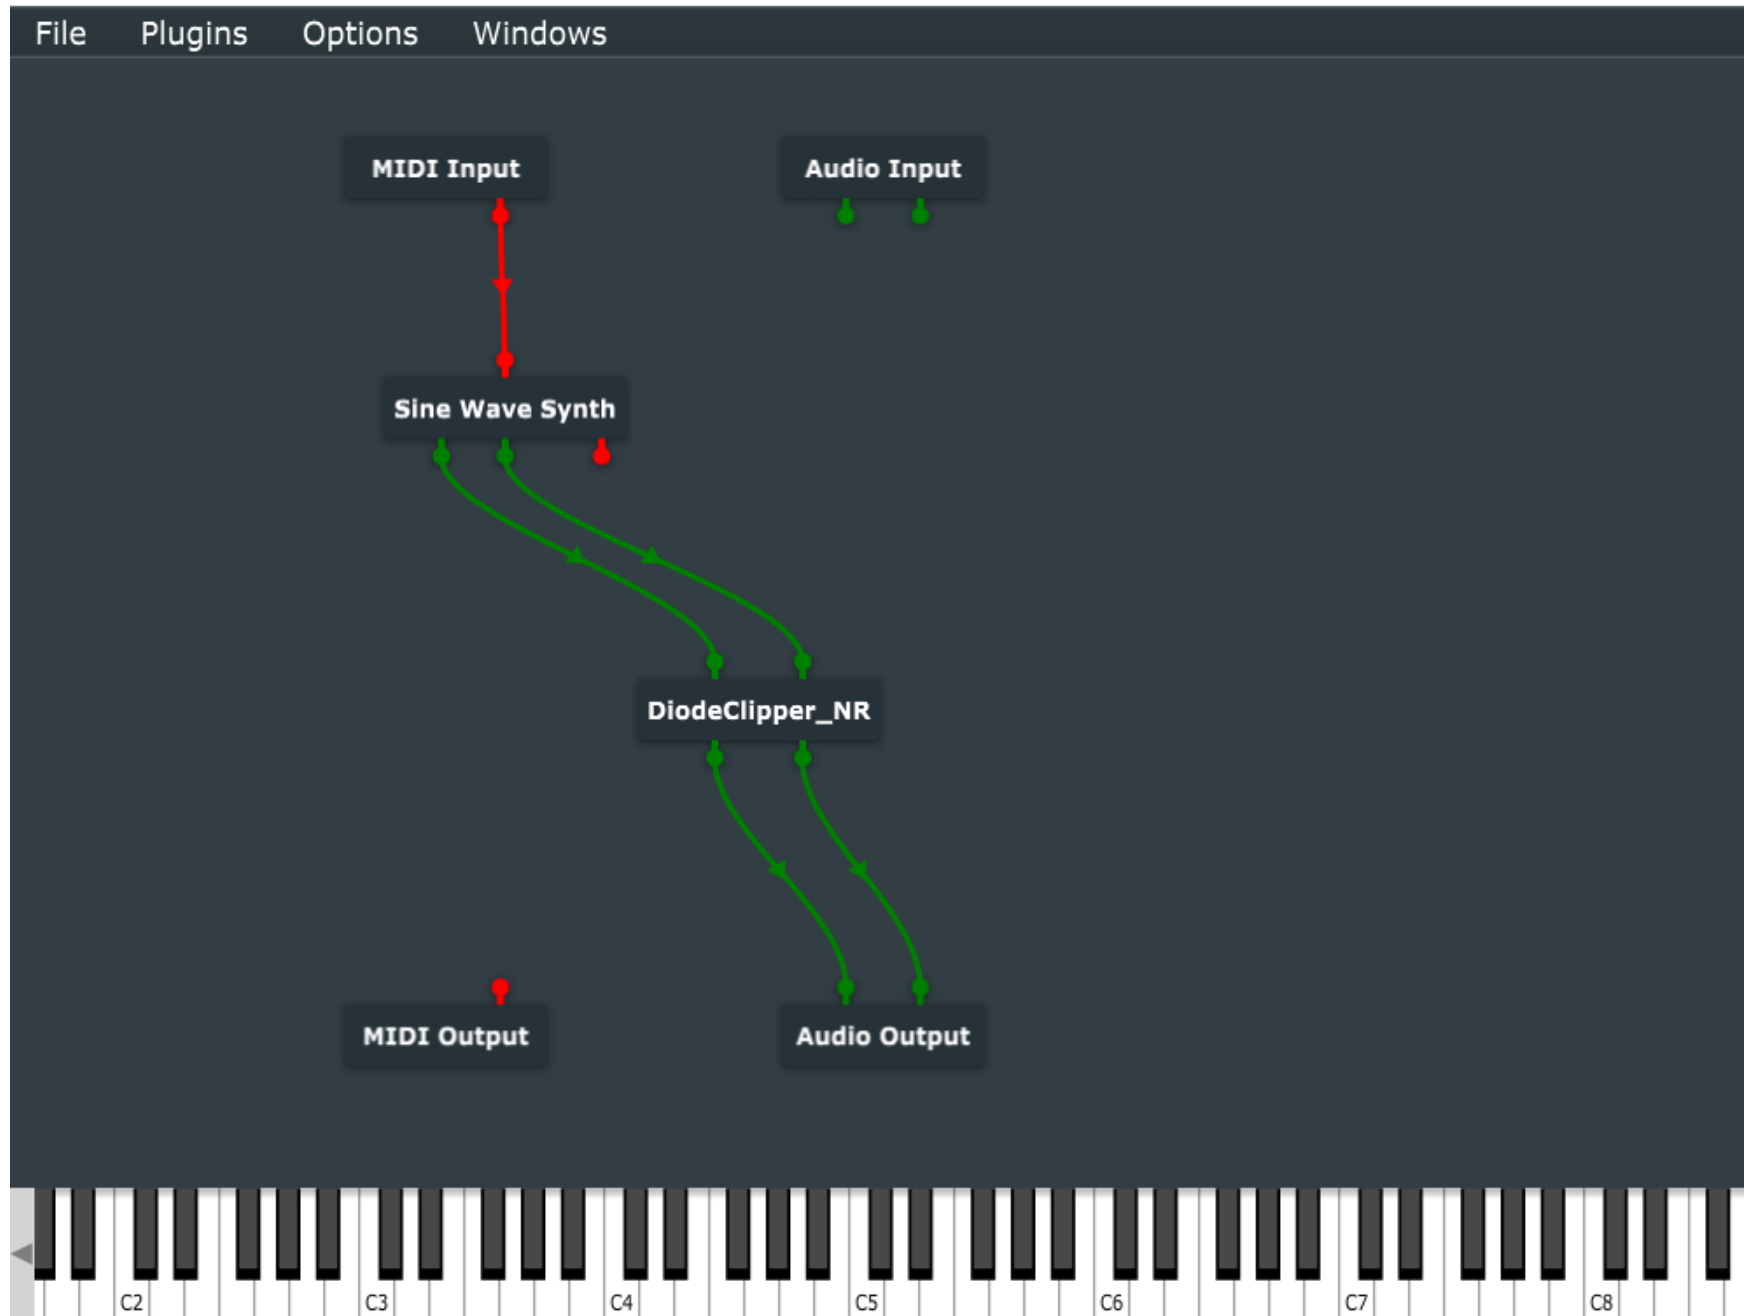 File Plugins Options Windows
MIDI Input Audio Input
Sine Wave Synth
DiodeClipper_NR
MIDI Output Audio Output
C2 C3 C4 C5 C6 C7 C8